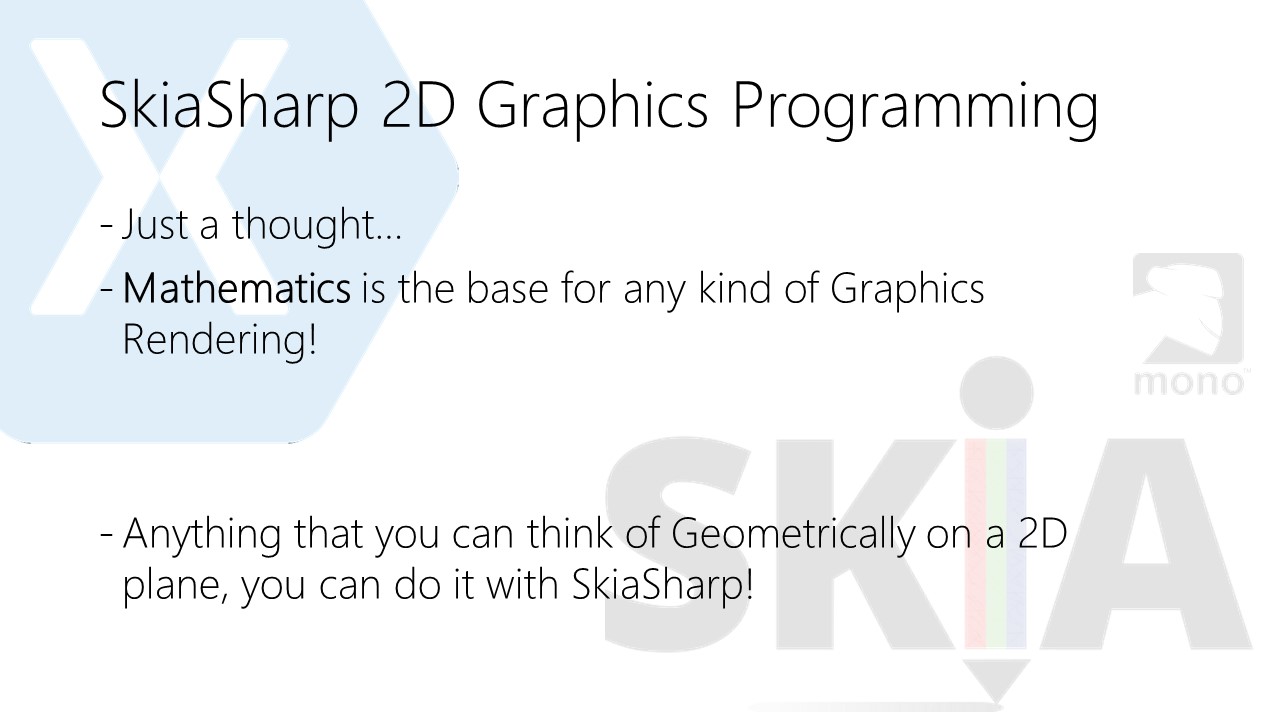 SkiaSharp 2D Graphics Programming
- Just a thought...
- Mathematics is the base for any kind of Graphics
Rendering!
mono™
SKiA
- Anything that you can think of Geometrically on a 2D
plane, you can do it with SkiaSharp!